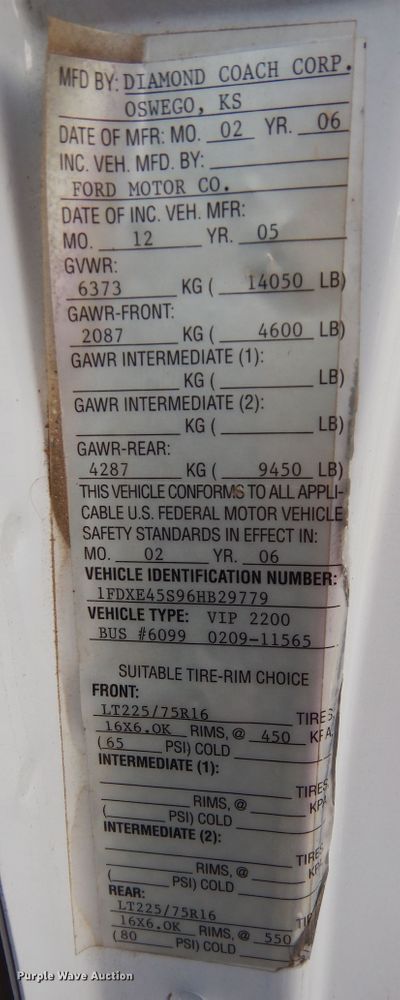 MFD BY: DIAMOND COACH CORP.
OSWEGO, KS
DATE OF MFR: MO. 02 YR. 06
INC. VEH. MFD. BY:
FORD MOTOR CO.
DATE OF INC. VEH. MFR:
MO. 12 YR. 05
GVWR:
6373 KG ( 14050 LB)
GAWR-FRONT:
2087 KG ( 4600 LB)
GAWR INTERMEDIATE (1):
KG ( LB)
GAWR INTERMEDIATE (2):
KG ( LB)
GAWR-REAR:
4287 KG ( 9450 LB)
THIS VEHICLE CONFORMS TO ALL APPLI-
CABLE U.S. FEDERAL MOTOR VEHICLE
SAFETY STANDARDS IN EFFECT IN:
MO. 02 YR. 06
VEHICLE IDENTIFICATION NUMBER:
1FDXE45S96HB29779
VEHICLE TYPE: VIP 2200
BUS #6099 0209-11565
SUITABLE TIRE-RIM CHOICE
FRONT:
LT225/75R16 TIRES
16X6.0K RIMS, @ 450 KPA
(65 PSI) COLD
INTERMEDIATE (1):
TIRES
RIMS, @ KPA
( PSI) COLD
INTERMEDIATE (2):
TIRES
RIMS, @ KPA
( PSI) COLD
REAR:
LT225/75R16
16X6.0K RIMS, @ 550
(80 PSI) COLD
Purple Wave Auction